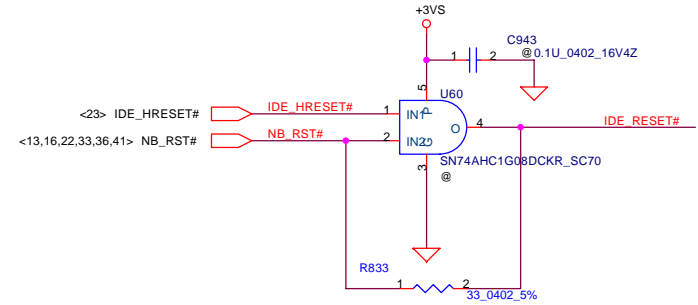 +3VS
C943
1 2
@ 0.1U_0402_16V4Z
5
U60
<23> IDE_HRESET#
IDE_HRESET#
1
IN1
P
O
4
IDE_RESET#
<13,16,22,33,36,41> NB_RST#
NB_RST#
2
IN2
G
3
SN74AHC1G08DCKR_SC70
@
R833
1 2
33_0402_5%